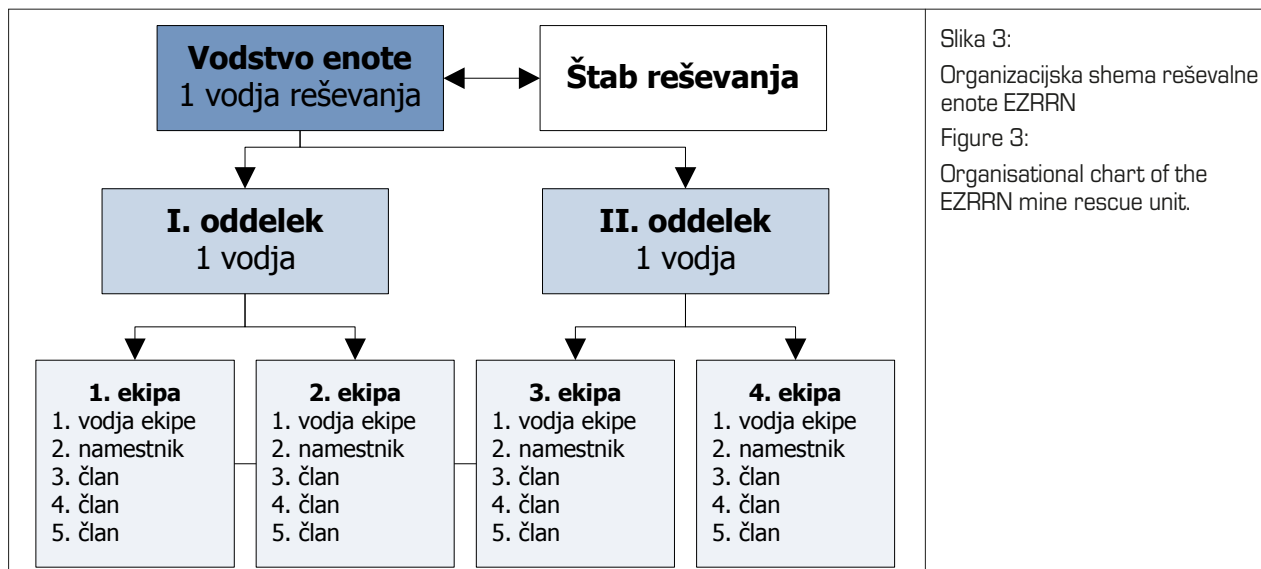 Vodstvo enote
1 vodja reševanja
Štab reševanja
I. oddelek
1 vodja
II. oddelek
1 vodja
1. ekipa
1. vodja ekipe
2. namestnik
3. član
4. član
5. član
2. ekipa
1. vodja ekipe
2. namestnik
3. član
4. član
5. član
3. ekipa
1. vodja ekipe
2. namestnik
3. član
4. član
5. član
4. ekipa
1. vodja ekipe
2. namestnik
3. član
4. član
5. član
Slika 3:
Organizacijska shema reševalne
enote EZRRN
Figure 3:
Organisational chart of the
EZRRN mine rescue unit.